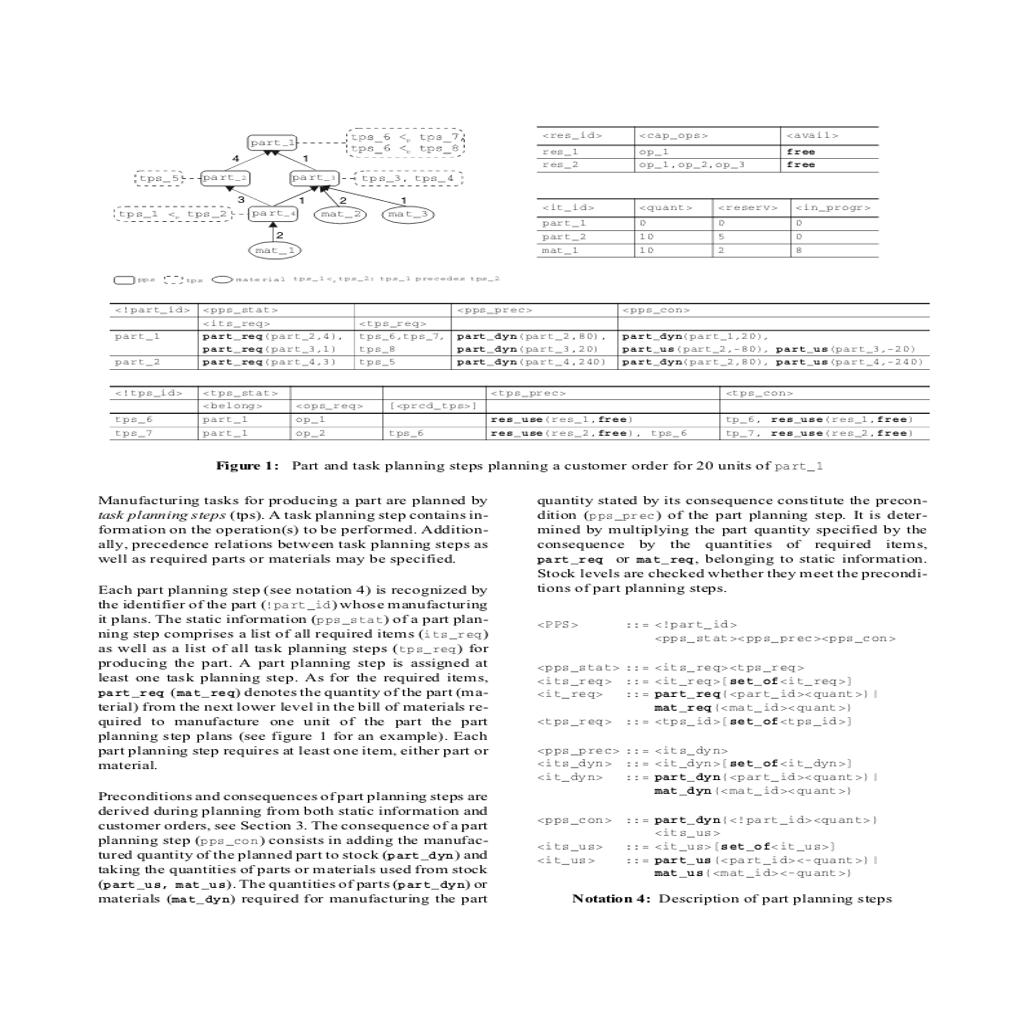 part_1
tps_6 <c tps_7,
tps_6 <c tps_8
4
1
tps_5
part_2
part_3
tps_3, tps_4
3
1
2
1
tps_1 <c tps_2
part_4
mat_2
mat_3
2
mat_1
pps tps material tps_1<c tps_2: tps_1 precedes tps_2
<res_id> <cap_ops> <avail>
res_1 op_1 free
res_2 op_1,op_2,op_3 free
<it_id> <quant> <reserv> <in_progr>
part_1 0 0 0
part_2 10 5 0
mat_1 10 2 8
<!part_id> <pps_stat> <pps_prec> <pps_con>
<its_req> <tps_req>
part_1 part_req(part_2,4), tps_6,tps_7, part_dyn(part_2,80), part_dyn(part_1,20),
part_req(part_3,1) tps_8 part_dyn(part_3,20) part_us(part_2,-80), part_us(part_3,-20)
part_2 part_req(part_4,3) tps_5 part_dyn(part_4,240) part_dyn(part_2,80), part_us(part_4,-240)
<!tps_id> <tps_stat> <tps_prec> <tps_con>
<belong> <ops_req> [<prcd_tps>]
tps_6 part_1 op_1 res_use(res_1,free) tp_6, res_use(res_1,free)
tps_7 part_1 op_2 tps_6 res_use(res_2,free), tps_6 tp_7, res_use(res_2,free)
Figure 1: Part and task planning steps planning a customer order for 20 units of part_1
Manufacturing tasks for producing a part are planned by
task planning steps (tps). A task planning step contains in-
formation on the operation(s) to be performed. Addition-
ally, precedence relations between task planning steps as
well as required parts or materials may be specified.
Each part planning step (see notation 4) is recognized by
the identifier of the part (!part_id) whose manufacturing
it plans. The static information (pps_stat) of a part plan-
ning step comprises a list of all required items (its_req)
as well as a list of all task planning steps (tps_req) for
producing the part. A part planning step is assigned at
least one task planning step. As for the required items,
part_req (mat_req) denotes the quantity of the part (ma-
terial) from the next lower level in the bill of materials re-
quired to manufacture one unit of the part the part
planning step plans (see figure 1 for an example). Each
part planning step requires at least one item, either part or
material.
Preconditions and consequences of part planning steps are
derived during planning from both static information and
customer orders, see Section 3. The consequence of a part
planning step (pps_con) consists in adding the manufac-
tured quantity of the planned part to stock (part_dyn) and
taking the quantities of parts or materials used from stock
(part_us, mat_us). The quantities of parts (part_dyn) or
materials (mat_dyn) required for manufacturing the part
quantity stated by its consequence constitute the precon-
dition (pps_prec) of the part planning step. It is deter-
mined by multiplying the part quantity specified by the
consequence by the quantities of required items,
part_req or mat_req, belonging to static information.
Stock levels are checked whether they meet the precondi-
tions of part planning steps.
<PPS> ::= <!part_id>
<pps_stat><pps_prec><pps_con>
<pps_stat> ::= <its_req><tps_req>
<its_req> ::= <it_req>[set_of<it_req>]
<it_req> ::= part_req(<part_id><quant>)|
mat_req(<mat_id><quant>)
<tps_req> ::= <tps_id>[set_of<tps_id>]
<pps_prec> ::= <its_dyn>
<its_dyn> ::= <it_dyn>[set_of<it_dyn>]
<it_dyn> ::= part_dyn(<part_id><quant>)|
mat_dyn(<mat_id><quant>)
<pps_con> ::= part_dyn(<!part_id><quant>)
<its_us>
<its_us> ::= <it_us>[set_of<it_us>]
<it_us> ::= part_us(<part_id><-quant>)|
mat_us(<mat_id><-quant>)
Notation 4: Description of part planning steps